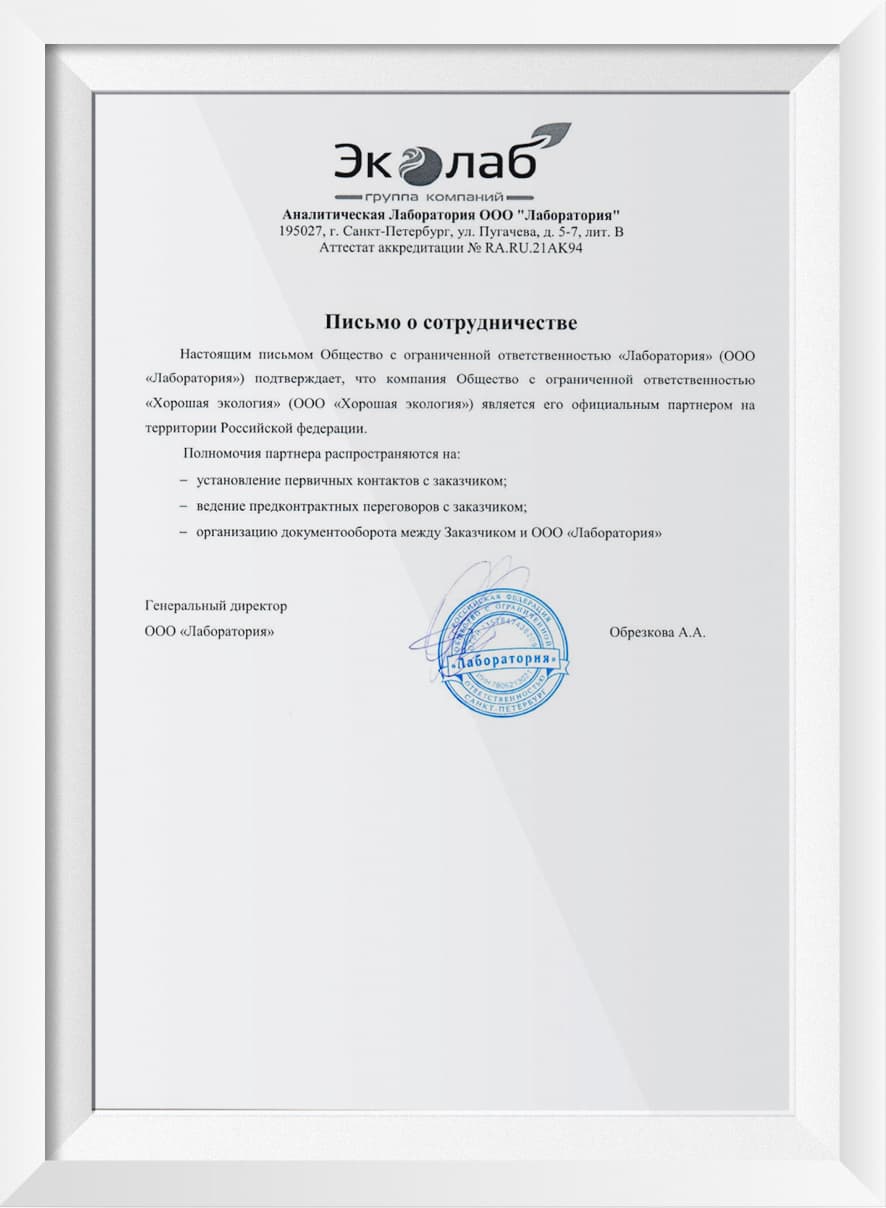 Эколаб
группа компаний
Аналитическая Лаборатория ООО "Лаборатория"
195027, г. Санкт-Петербург, ул. Пугачева, д. 5-7, лит. В
Аттестат аккредитации № RA.RU.21АК94
Письмо о сотрудничестве
Настоящим письмом Общество с ограниченной ответственностью «Лаборатория» (ООО
«Лаборатория») подтверждает, что компания Общество с ограниченной ответственностью
«Хорошая экология» (ООО «Хорошая экология») является его официальным партнером на
территории Российской федерации.
Полномочия партнера распространяются на:
– установление первичных контактов с заказчиком;
– ведение предконтрактных переговоров с заказчиком;
– организацию документооборота между Заказчиком и ООО «Лаборатория»
Генеральный директор
ООО «Лаборатория»
Обрезкова А.А.
РОССИЙСКАЯ ФЕДЕРАЦИЯ
ОБЩЕСТВО С ОГРАНИЧЕННОЙ
«Лаборатория»
ОТВЕТСТВЕННОСТЬЮ
САНКТ-ПЕТЕРБУРГ